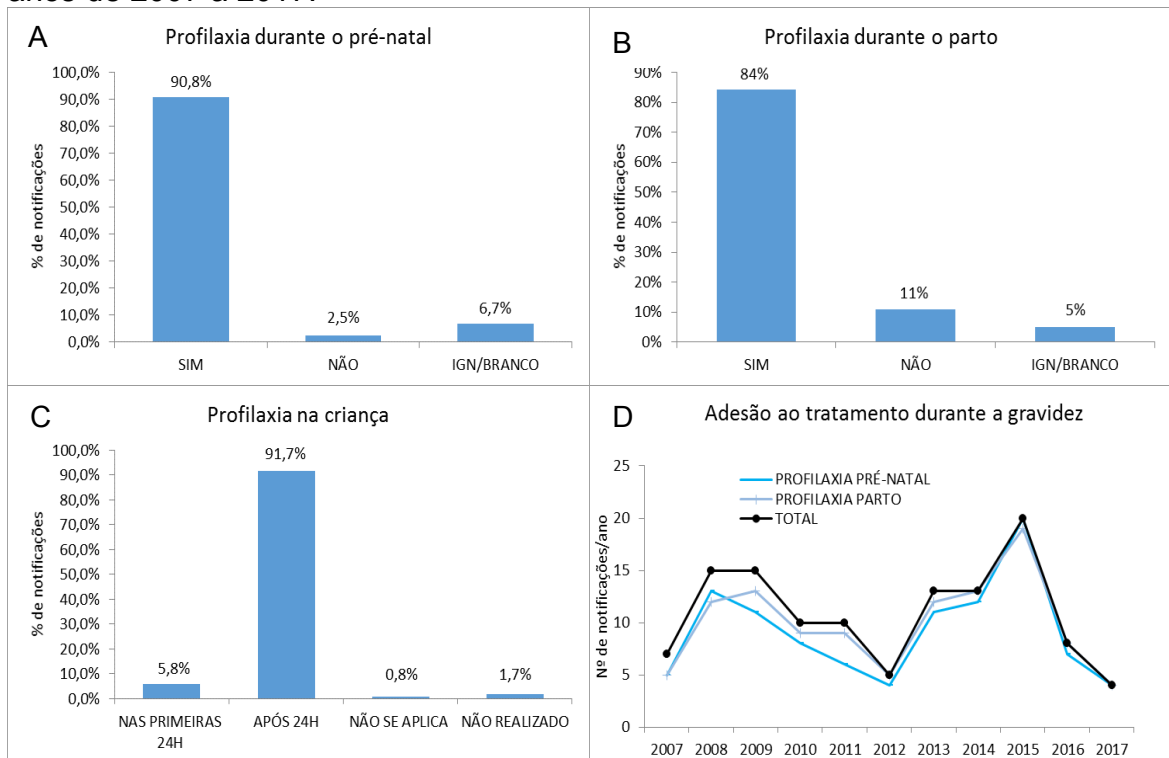 anos de 2007 a 2017.
A
Profilaxia durante o pré-natal
% de notificações
100,0%
90,0%
80,0%
70,0%
60,0%
50,0%
40,0%
30,0%
20,0%
10,0%
0,0%
90,8%
2,5%
6,7%
SIM NÃO IGN/BRANCO
B
Profilaxia durante o parto
% de notificações
90%
80%
70%
60%
50%
40%
30%
20%
10%
0%
84%
11%
5%
SIM NÃO IGN/BRANCO
C
Profilaxia na criança
% de notificações
100,0%
90,0%
80,0%
70,0%
60,0%
50,0%
40,0%
30,0%
20,0%
10,0%
0,0%
5,8%
91,7%
0,8%
1,7%
NAS PRIMEIRAS APÓS 24H NÃO SE APLICA NÃO REALIZADO
24H
D
Adesão ao tratamento durante a gravidez
Nº de notificações/ano
25
20
15
10
5
0
PROFILAXIA PRÉ-NATAL
PROFILAXIA PARTO
TOTAL
2007 2008 2009 2010 2011 2012 2013 2014 2015 2016 2017